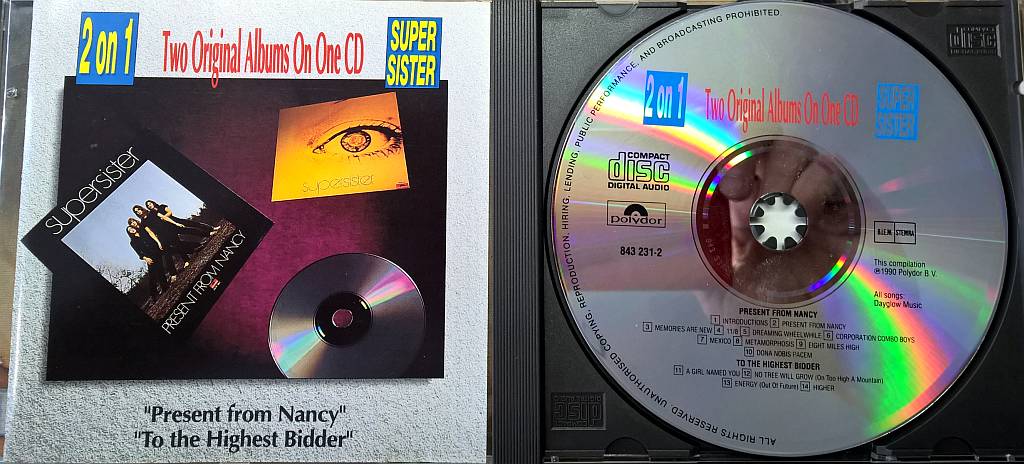 2 on 1
Two Original Albums On One CD
SUPER
SISTER
supersister
supersister
PRESENT FROM NANCY
"Present from Nancy"
"To the Highest Bidder"
COMPACT
disc
ALL RIGHTS RESERVED. UNAUTHORISED COPYING, REPRODUCTION, HIRING, LENDING, PUBLIC PERFORMANCE, AND BROADCASTING PROHIBITED.
2 on 1
Two Original Albums On One CD
SUPER
SISTER
COMPACT
disc
DIGITAL AUDIO
polydor
843 231-2
B.I.E.M. STEMRA
This compilation
℗1990 Polydor B.V.
All songs:
Dayglow Music
PRESENT FROM NANCY
1 INTRODUCTIONS 2 PRESENT FROM NANCY
3 MEMORIES ARE NEW 4 11/8 5 DREAMING WHEELWHILE 6 CORPORATION COMBO BOYS
7 MEXICO 8 METAMORPHOSIS 9 EIGHT MILES HIGH
10 DONA NOBIS PACEM
TO THE HIGHEST BIDDER
11 A GIRL NAMED YOU 12 NO TREE WILL GROW (On Too High A Mountain)
13 ENERGY (Out Of Future) 14 HIGHER
disc